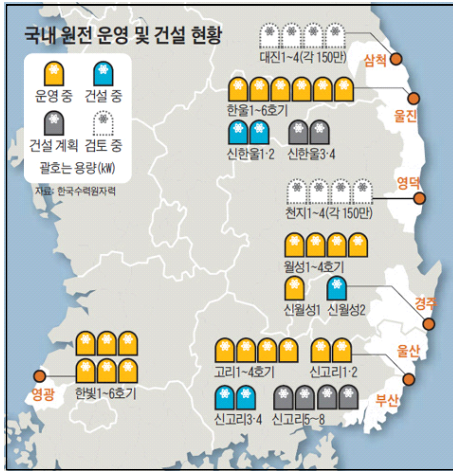 국내 원전 운영 및 건설 현황
운영 중
건설 중
건설 계획
검토 중
괄호는 용량(kW)
자료: 한국수력원자력
대진1~4(각 150만)
삼척
한울1~6호기
울진
신한울1·2
신한울3·4
영덕
천지1~4(각 150만)
월성1~4호기
신월성1
신월성2
경주
울산
고리1~4호기
신고리1·2
부산
신고리3·4
신고리5~8
영광
한빛1~6호기